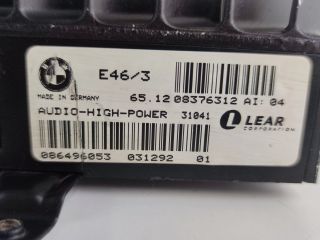 E46/3
MADE IN GERMANY
65.12 08376312 AI: 04
AUDIO-HIGH-POWER 31041
LEAR
CORPORATION
086496053 031292 01